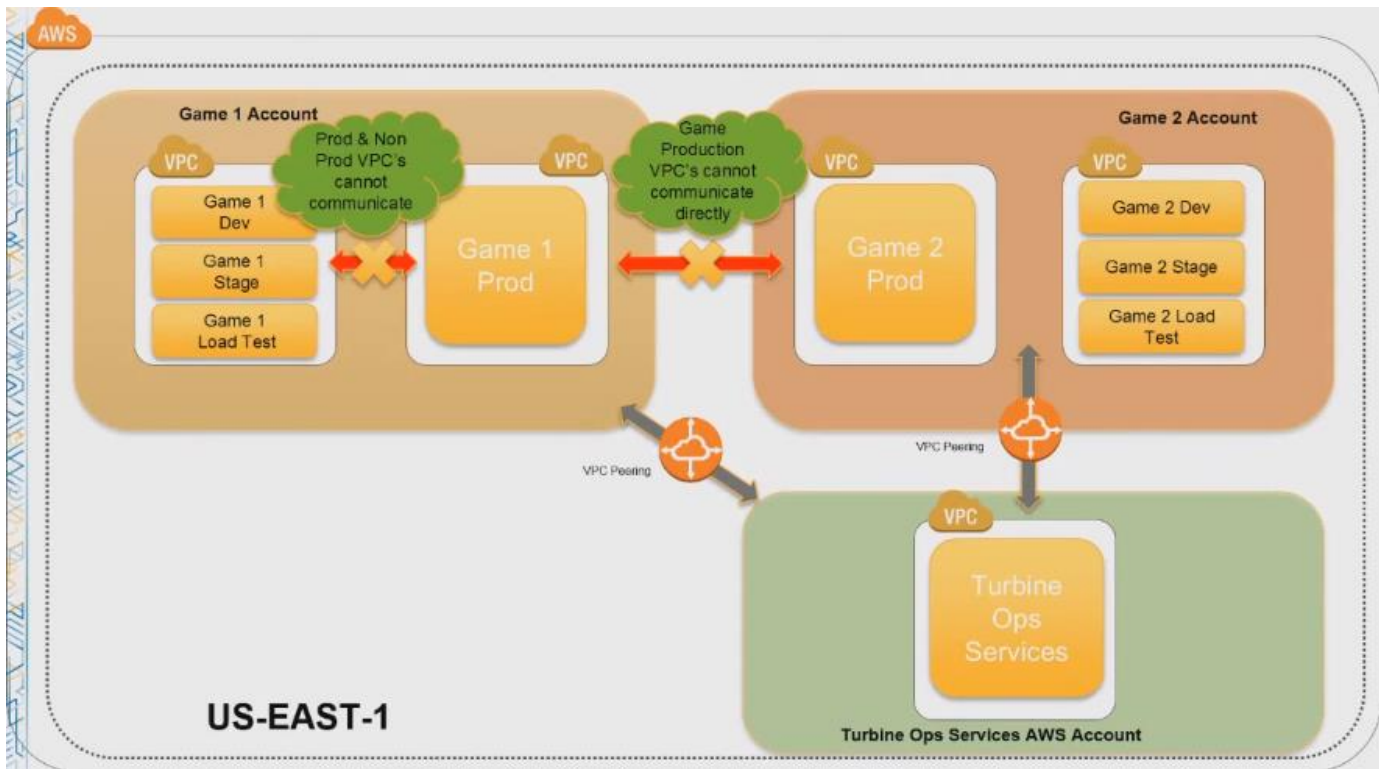 AWS
Game 1 Account
Game 2 Account
VPC
Prod & Non
Prod VPC's
cannot
communicate
VPC
Game
Production
VPC's cannot
communicate
directly
VPC
VPC
Game 1
Dev
Game 1
Stage
Game 1
Load Test
Game 1
Prod
Game 2
Prod
Game 2 Dev
Game 2 Stage
Game 2 Load
Test
VPC Peering
VPC Peering
VPC
Turbine
Ops
Services
US-EAST-1
Turbine Ops Services AWS Account